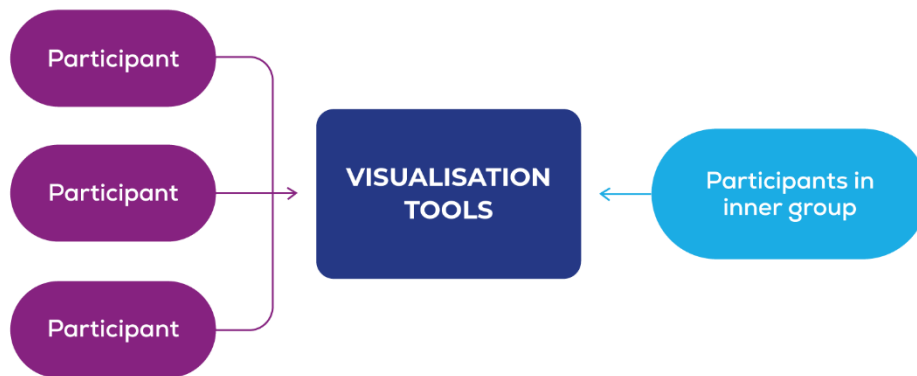 Participant
Participant
Participant
VISUALISATION
TOOLS
Participants in
inner group